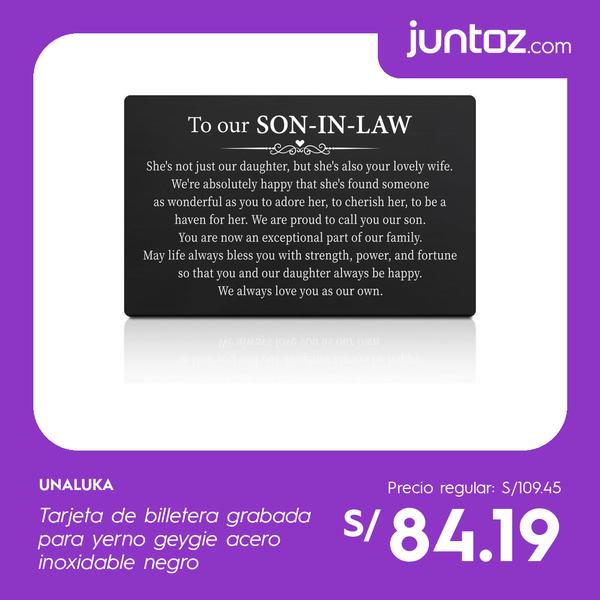 juntoz.com
To our SON-IN-LAW
She's not just our daughter, but she's also your lovely wife.
We're absolutely happy that she's found someone
as wonderful as you to adore her, to cherish her, to be a
haven for her. We are proud to call you our son.
You are now an exceptional part of our family.
May life always bless you with strength, power, and fortune
so that you and our daughter always be happy.
We always love you as our own.
UNALUKA
Tarjeta de billetera grabada
para yerno geygie acero
inoxidable negro
Precio regular: S/109.45
S/84.19